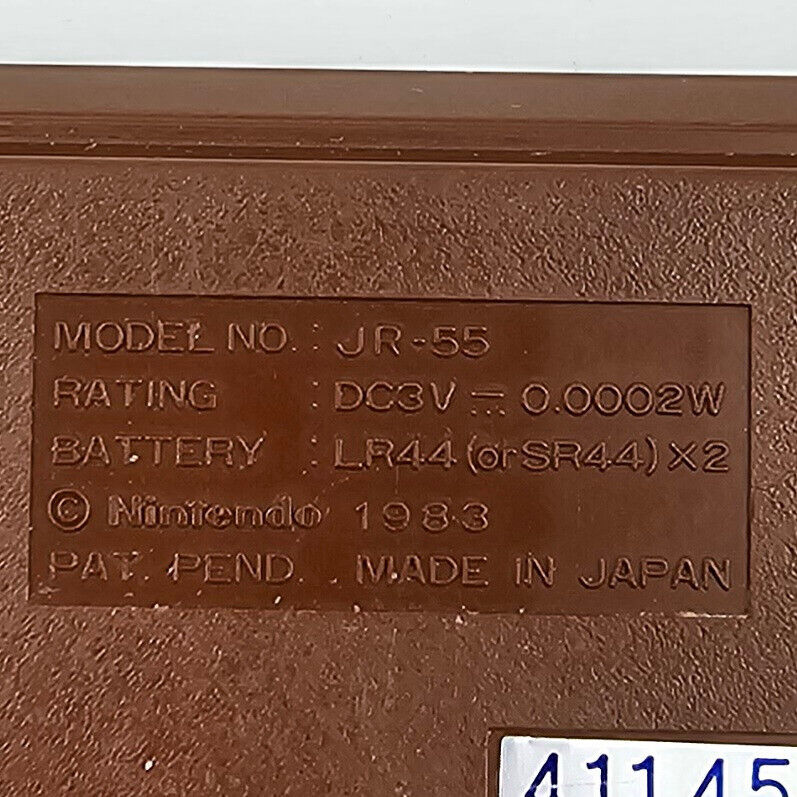 MODEL NO. : JR-55
RATING : DC3V ⎓ 0.0002W
BATTERY : LR44 (or SR44) X2
© Nintendo 1983
PAT. PEND. MADE IN JAPAN
41145